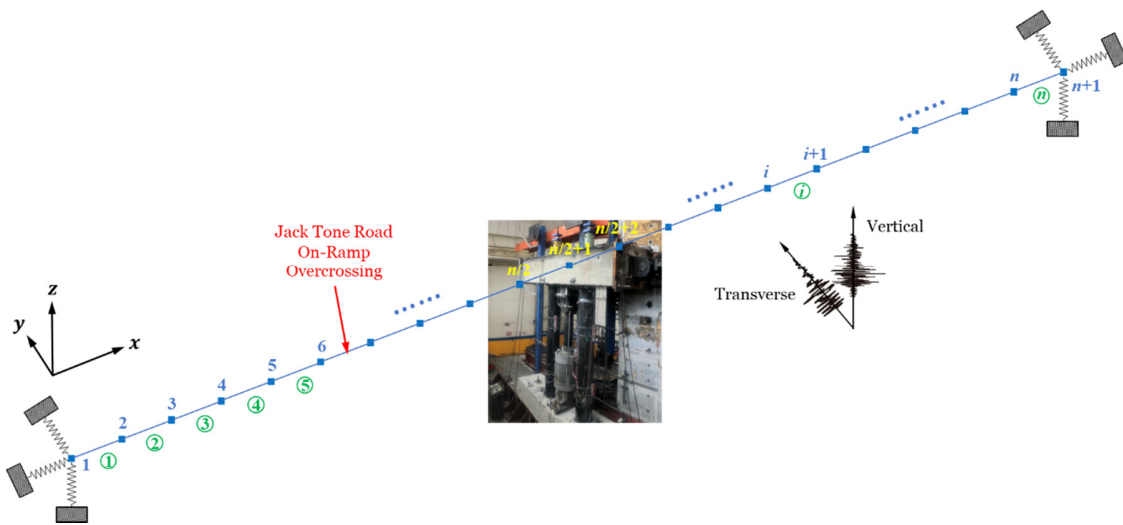 n
ⓝ
n+1
i+1
i
ⓘ
n/2+2
n/2+1
n/2
Vertical
Transverse
Jack Tone Road
On-Ramp
Overcrossing
z
y
x
6
5
4
3
2
1
⑤
④
③
②
①